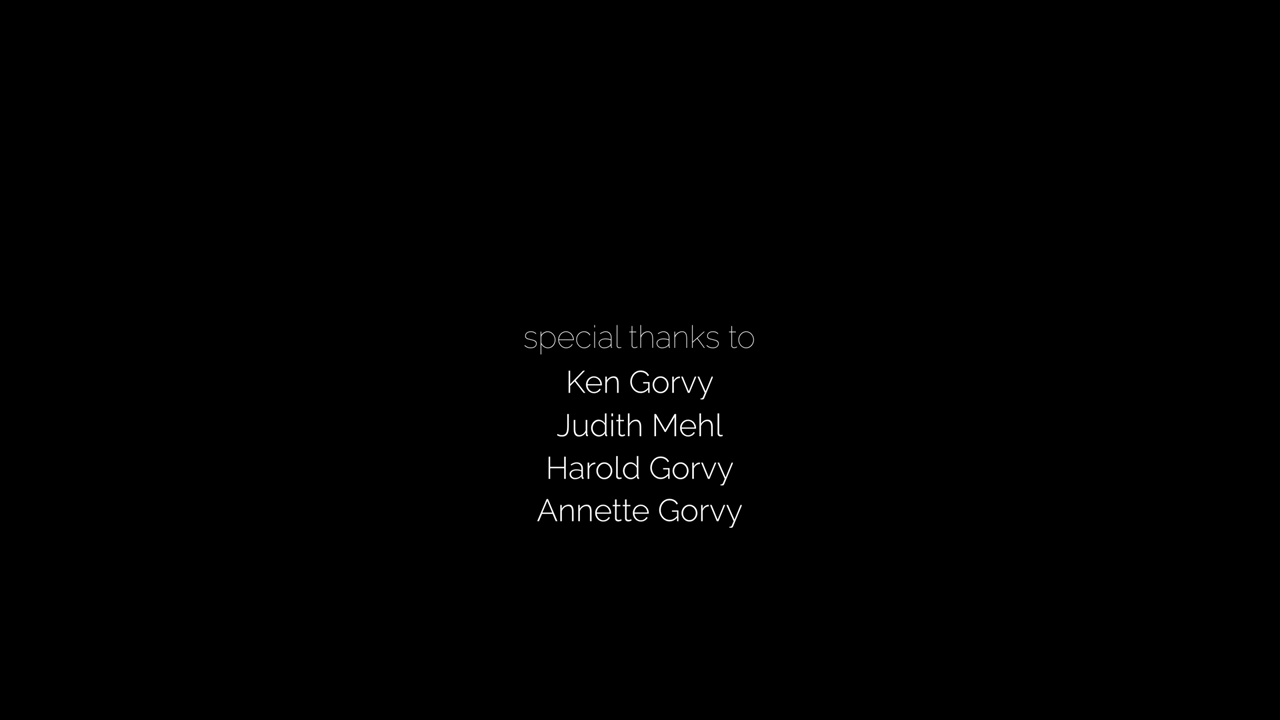 special thanks to
Ken Gorvy
Judith Mehl
Harold Gorvy
Annette Gorvy